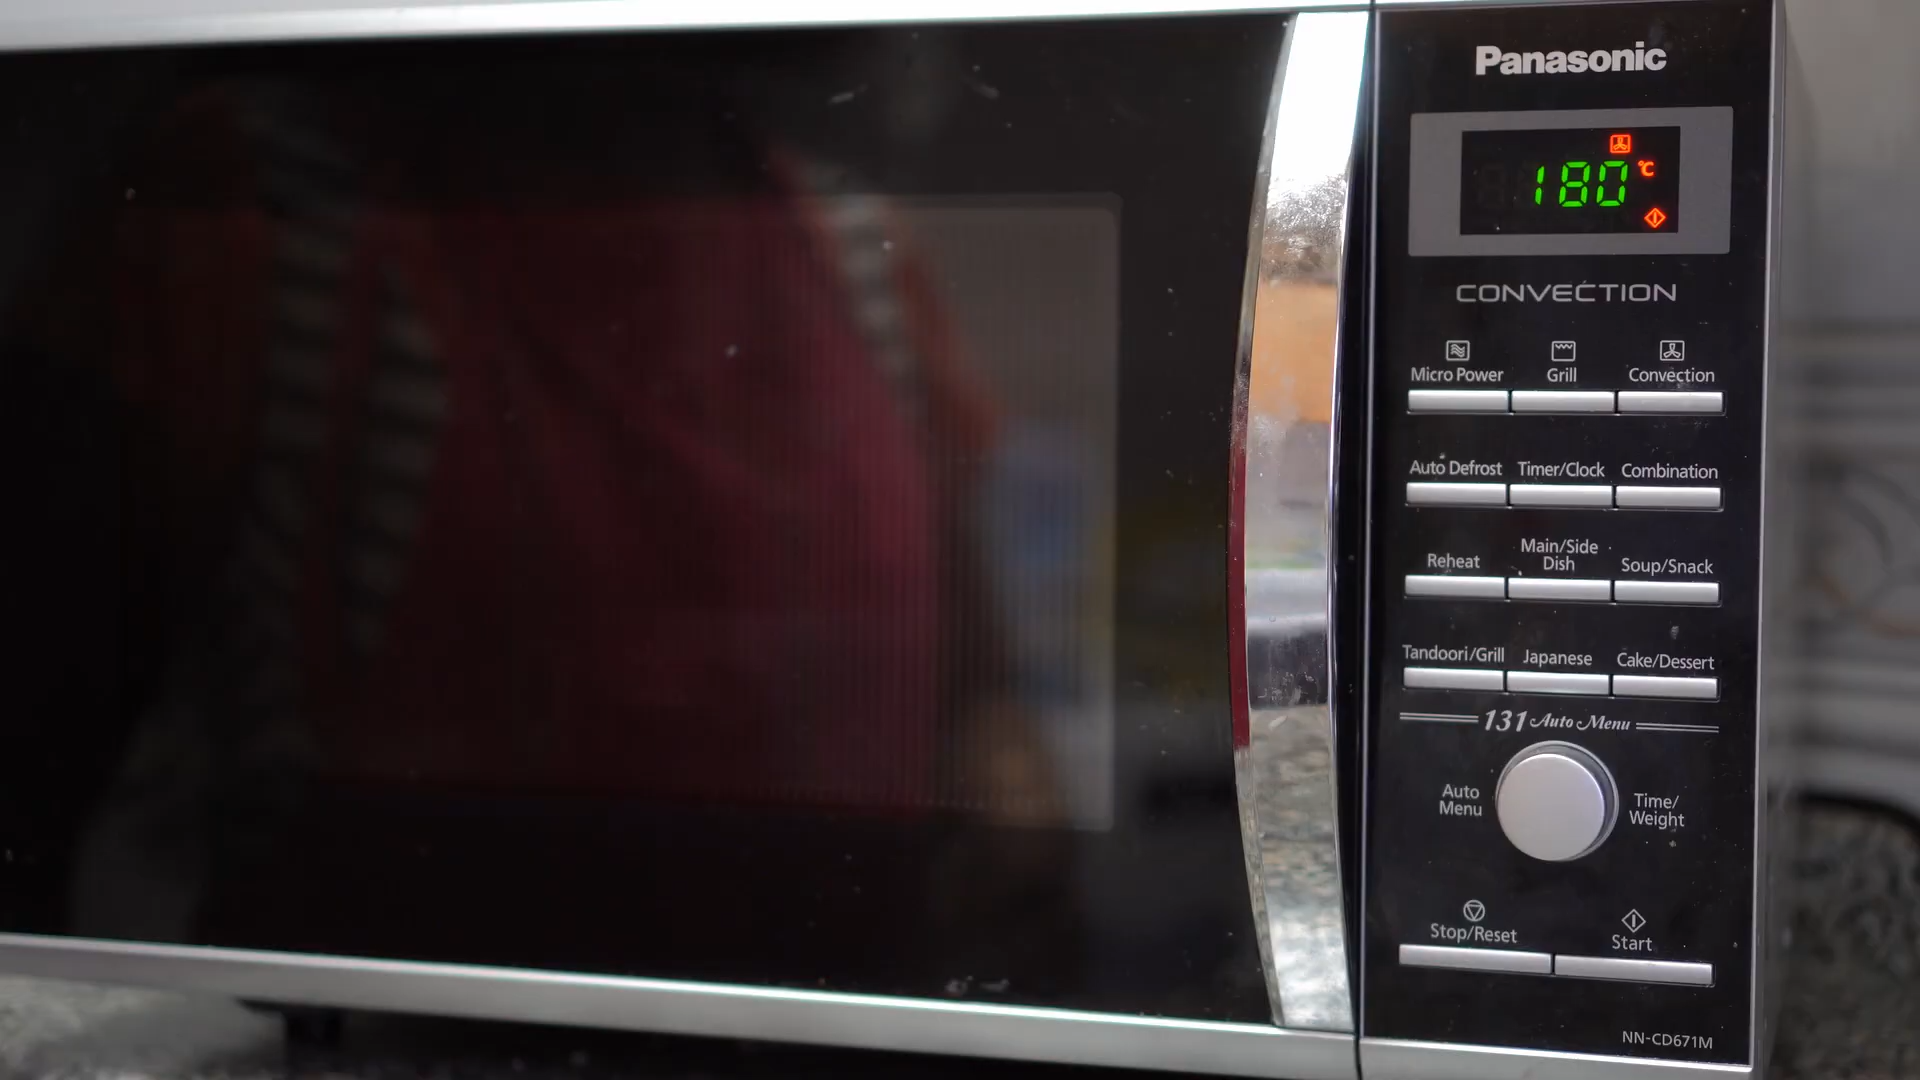 Panasonic
180 °C
CONVECTION
Micro Power Grill Convection
Auto Defrost Timer/Clock Combination
Reheat Main/Side Dish Soup/Snack
Tandoori/Grill Japanese Cake/Dessert
131 Auto Menu
Auto Menu Time/Weight
Stop/Reset Start
NN-CD671M